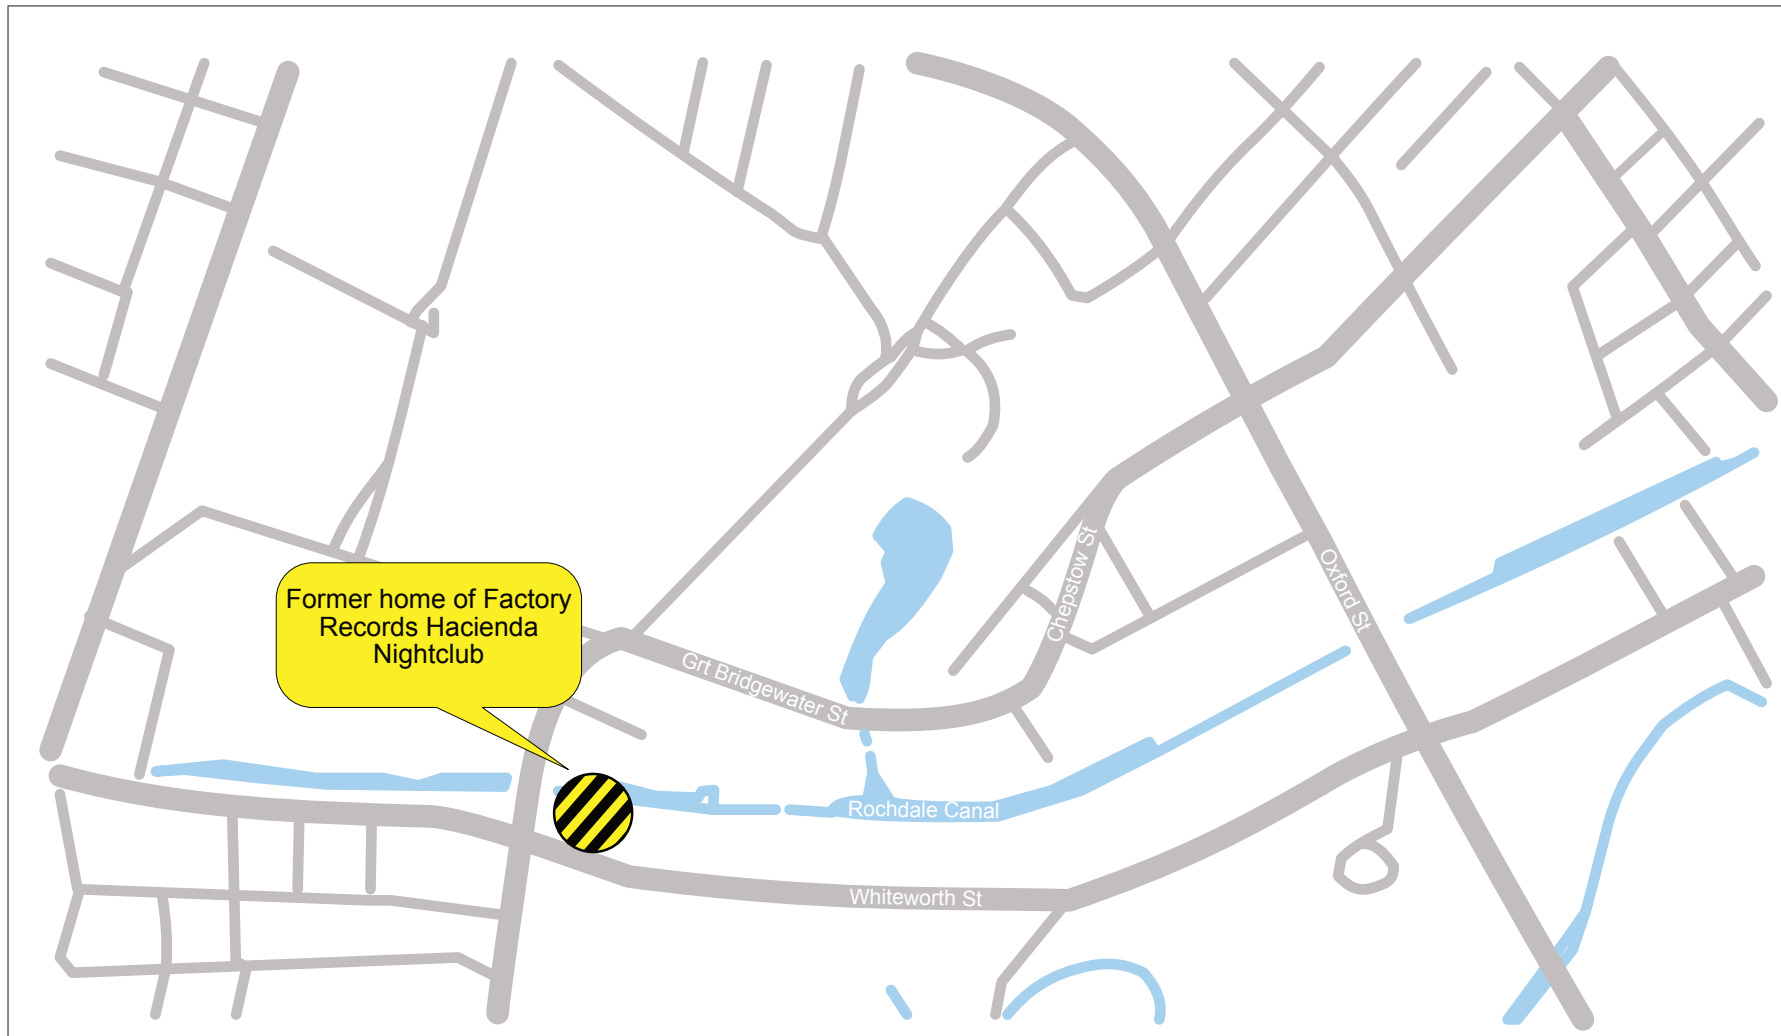 Former home of Factory
Records Hacienda
Nightclub
Grt Bridgewater St
Chepstow St
Oxford St
Rochdale Canal
Whiteworth St